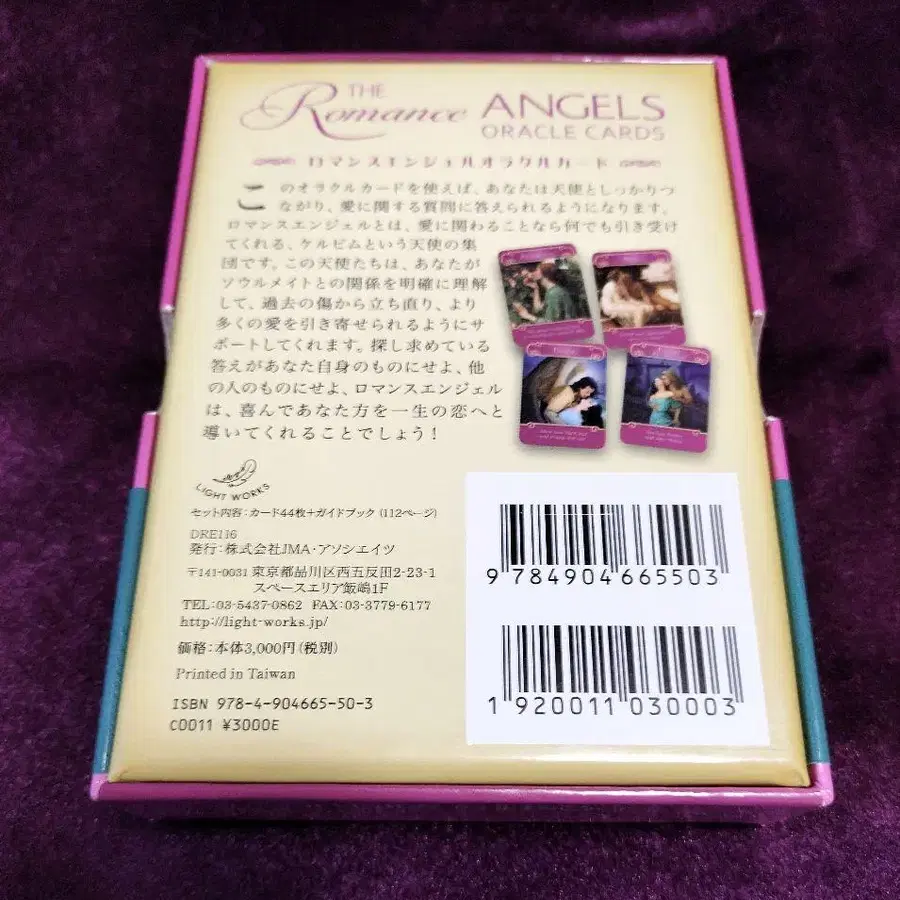 THE Romance ANGELS
ORACLE CARDS
ロマンスエンジェルオラクルカード
このオラクルカードを使えば、あなたは天使としっかりつ
ながり、愛に関する質問に答えられるようになります。
ロマンスエンジェルとは、愛に関わることなら何でも引き受け
てくれる、ケルビムという天使の集
団です。この天使たちは、あなたが
ソウルメイトとの関係を明確に理解
して、過去の傷から立ち直り、より
多くの愛を引き寄せられるようにサ
ポートしてくれます。探し求めている
答えがあなた自身のものにせよ、他
の人のものにせよ、ロマンスエンジェル
は、喜んであなた方を一生の恋へと
導いてくれることでしょう!
LIGHT WORKS
セット内容:カード44枚+ガイドブック(112ページ)
DRE116
発行:株式会社JMA・アソシエイツ
〒141-0031 東京都品川区西五反田2-23-1
スペースエリア飯嶋1F
TEL:03-5437-0862 FAX:03-3779-6177
http://light-works.jp/
価格:本体3,000円(税別)
Printed in Taiwan
ISBN 978-4-904665-50-3
C0011 ¥3000E
9 784904 665503
1 920011 030003